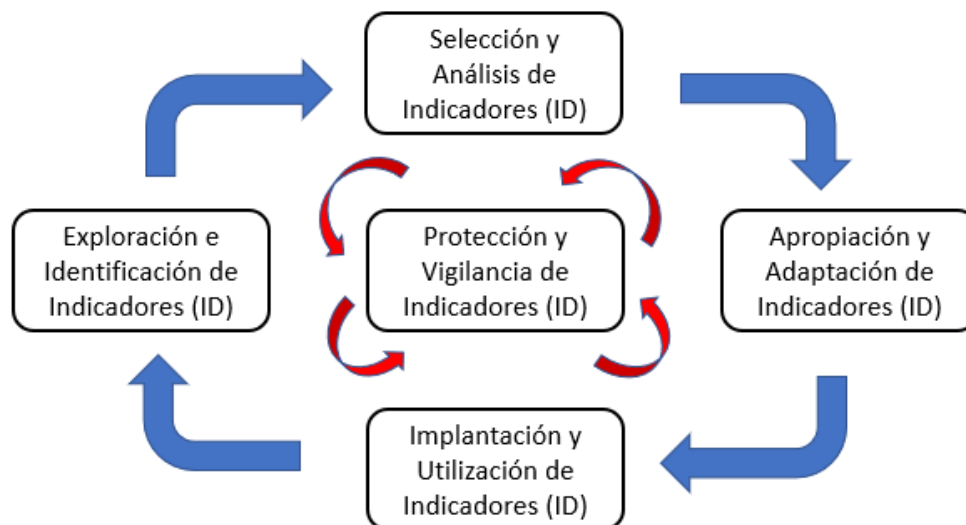 Selección y
Análisis de
Indicadores (ID)
Exploración e
Identificación de
Indicadores (ID)
Protección y
Vigilancia de
Indicadores (ID)
Apropiación y
Adaptación de
Indicadores (ID)
Implantación y
Utilización de
Indicadores (ID)